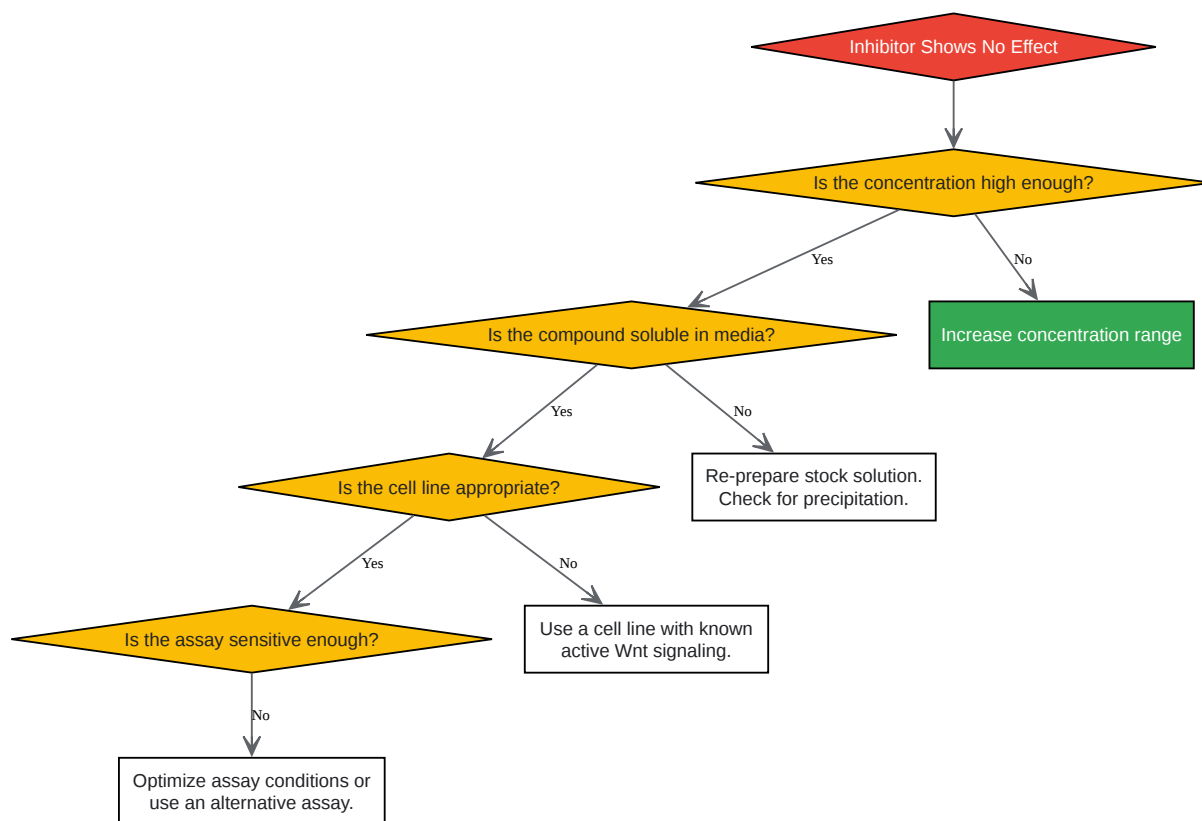 Inhibitor Shows No Effect
Is the concentration high enough?
Yes
No
Is the compound soluble in media?
Increase concentration range
Yes
No
Is the cell line appropriate?
Re-prepare stock solution.
Check for precipitation.
Yes
No
Is the assay sensitive enough?
Use a cell line with known
active Wnt signaling.
No
Optimize assay conditions or
use an alternative assay.